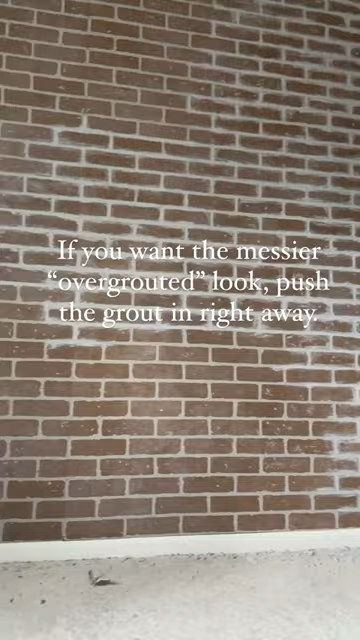 If you want the messier
“overgrouted” look, push
the grout in right away.